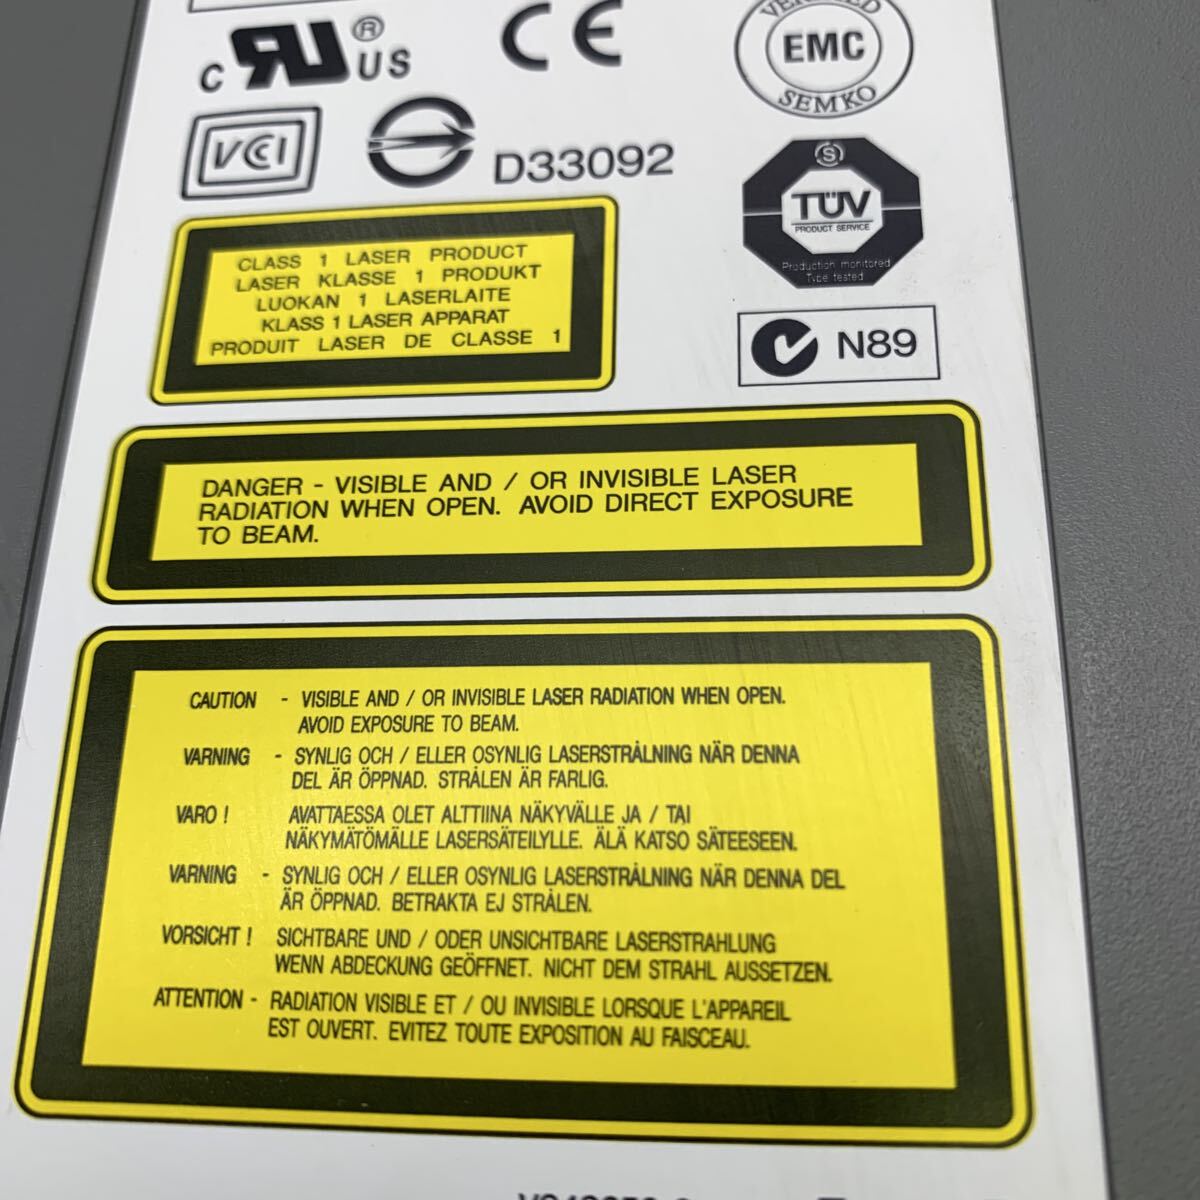 c RU ® US
CE
VERIFIED
EMC
SEMKO
VCCI
D33092
S
TÜV
PRODUCT SERVICE
Production monitored
Type tested
N89
CLASS 1 LASER PRODUCT
LASER KLASSE 1 PRODUKT
LUOKAN 1 LASERLAITE
KLASS 1 LASER APPARAT
PRODUIT LASER DE CLASSE 1
DANGER - VISIBLE AND / OR INVISIBLE LASER
RADIATION WHEN OPEN. AVOID DIRECT EXPOSURE
TO BEAM.
CAUTION - VISIBLE AND / OR INVISIBLE LASER RADIATION WHEN OPEN.
AVOID EXPOSURE TO BEAM.
VARNING - SYNLIG OCH / ELLER OSYNLIG LASERSTRÅLNING NÄR DENNA
DEL ÄR ÖPPNAD. STRÅLEN ÄR FARLIG.
VARO ! AVATTAESSA OLET ALTTIINA NÄKYVÄLLE JA / TAI
NÄKYMÄTÖMÄLLE LASERSÄTEILYLLE. ÄLÄ KATSO SÄTEESEEN.
VARNING - SYNLIG OCH / ELLER OSYNLIG LASERSTRÅLNING NÄR DENNA DEL
ÄR ÖPPNAD. BETRAKTA EJ STRÅLEN.
VORSICHT ! SICHTBARE UND / ODER UNSICHTBARE LASERSTRAHLUNG
WENN ABDECKUNG GEÖFFNET. NICHT DEM STRAHL AUSSETZEN.
ATTENTION - RADIATION VISIBLE ET / OU INVISIBLE LORSQUE L'APPAREIL
EST OUVERT. EVITEZ TOUTE EXPOSITION AU FAISCEAU.